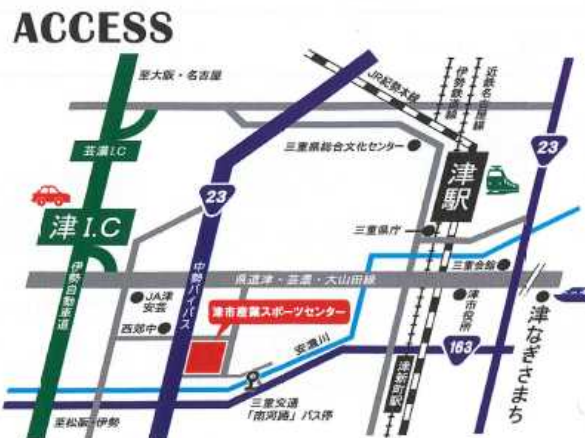 ACCESS
至大阪・名古屋
JR紀勢本線
伊勢鉄道線
近鉄名古屋線
芸濃I.C
三重県総合文化センター
津駅
23
23
津I.C
三重県庁
三重会館
伊勢自動車道
中勢バイパス
県道津・芸濃・大山田線
JA津
安芸
津市産業スポーツセンター
津市
役所
津なぎさまち
西郊中
安濃川
163
津新町駅
三重交通
「南河路」バス停
至松阪・伊勢